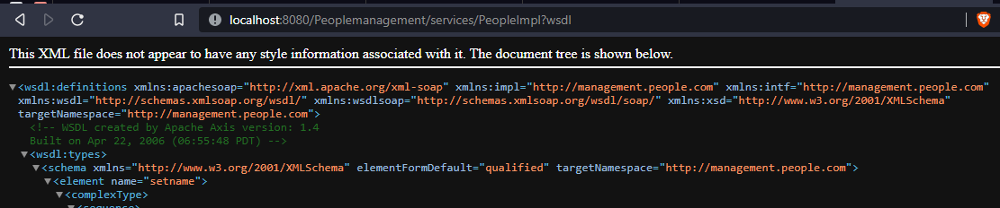 localhost:8080/Peoplemanagement/services/PeopleImpl?wsdl
This XML file does not appear to have any style information associated with it. The document tree is shown below.
▼<wsdl:definitions xmlns:apachesoap="http://xml.apache.org/xml-soap" xmlns:impl="http://management.people.com" xmlns:intf="http://management.people.com"
xmlns:wsdl="http://schemas.xmlsoap.org/wsdl/" xmlns:wsdlsoap="http://schemas.xmlsoap.org/wsdl/soap/" xmlns:xsd="http://www.w3.org/2001/XMLSchema"
targetNamespace="http://management.people.com">
<!-- WSDL created by Apache Axis version: 1.4
Built on Apr 22, 2006 (06:55:48 PDT) -->
▼<wsdl:types>
▼<schema xmlns="http://www.w3.org/2001/XMLSchema" elementFormDefault="qualified" targetNamespace="http://management.people.com">
▼<element name="setname">
▼<complexType>
▼<sequence>